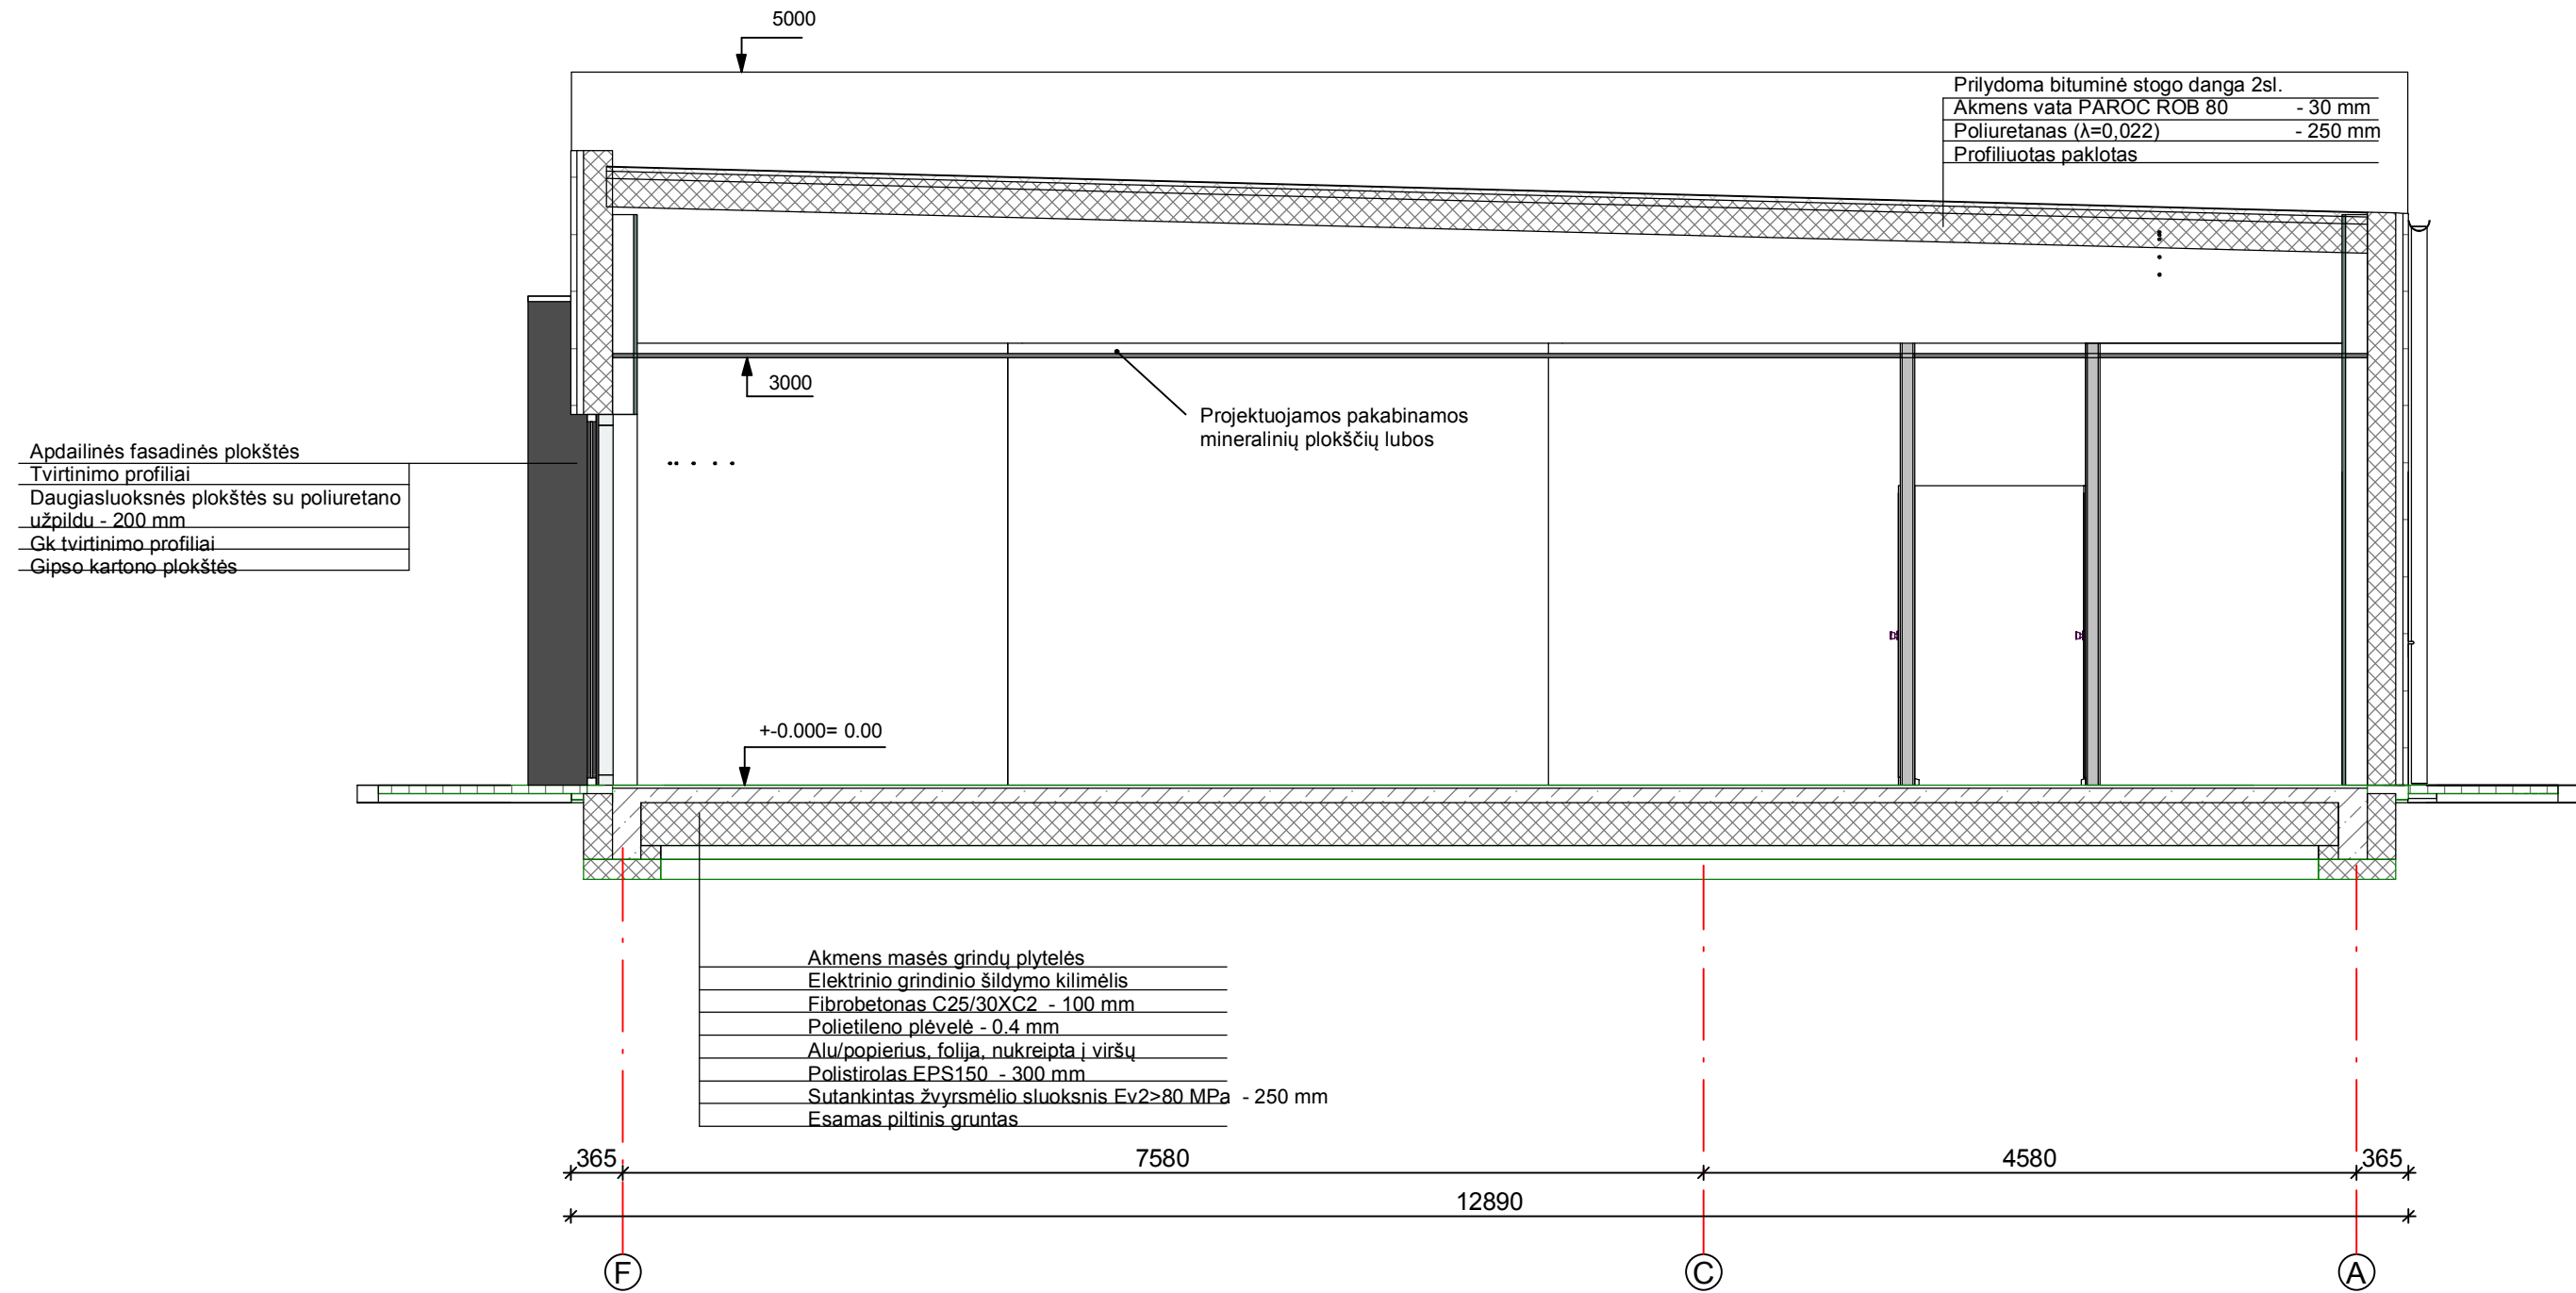 5000
Prilydoma bituminė stogo danga 2sl.
Akmens vata PAROC ROB 80 - 30 mm
Poliuretanas (λ=0,022) - 250 mm
Profiliuotas paklotas
3000
Projektuojamos pakabinamos
mineralinių plokščių lubos
Apdailinės fasadinės plokštės
Tvirtinimo profiliai
Daugiasluoksnės plokštės su poliuretano
užpildu - 200 mm
Gk tvirtinimo profiliai
Gipso kartono plokštės
+-0.000= 0.00
Akmens masės grindų plytelės
Elektrinio grindinio šildymo kilimėlis
Fibrobetonas C25/30XC2 - 100 mm
Polietileno plėvelė - 0.4 mm
Alu/popierius, folija, nukreipta į viršų
Polistirolas EPS150 - 300 mm
Sutankintas žvyrsmėlio sluoksnis Ev2>80 MPa - 250 mm
Esamas piltinis gruntas
365 7580 4580 365
12890
F C A